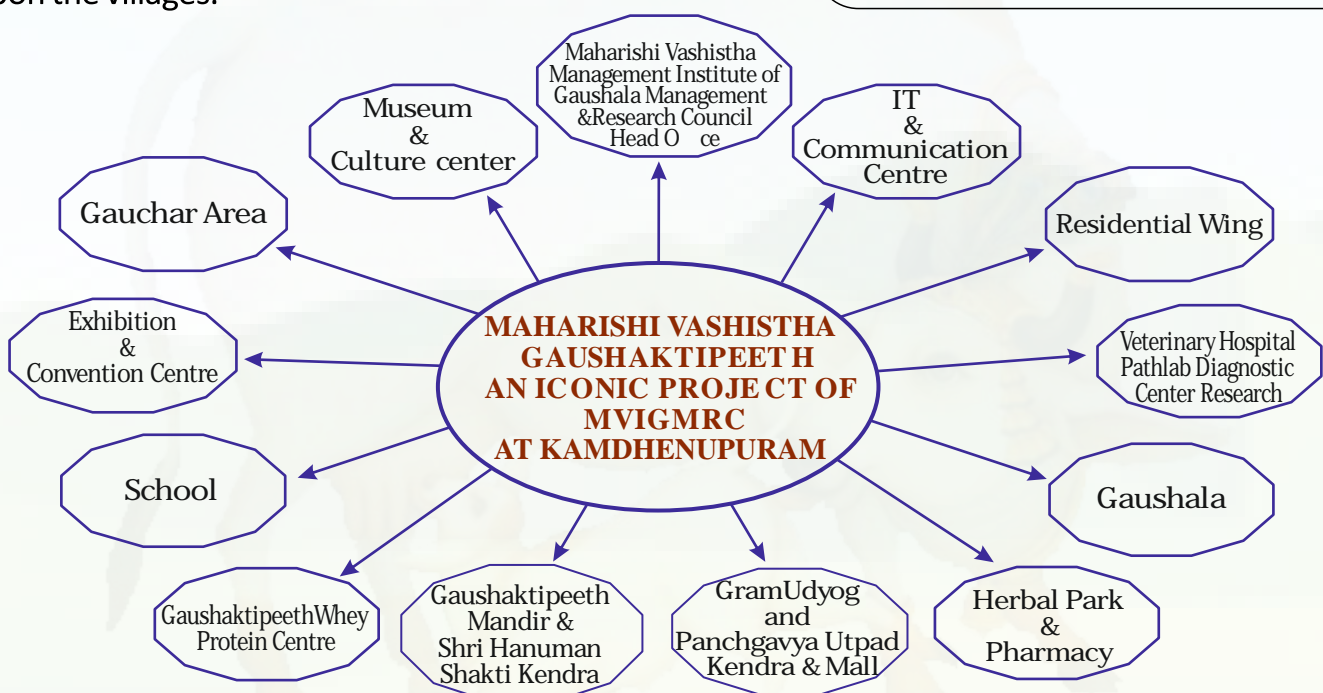 the villages.
Maharishi Vashistha
Management Institute of
Gaushala Management
&Research Council
Head O ce
Museum
&
Culture center
IT
&
Communication
Centre
Gauchar Area
Residential Wing
Exhibition
&
Convention Centre
MAHARISHI VASHISTHA
GAUSHAKTIPEETH
AN ICONIC PROJECT OF
MVIGMRC
AT KAMDHENUPURAM
Veterinary Hospital
Pathlab Diagnostic
Center Research
School
Gaushala
GaushaktipeethWhey
Protein Centre
Gaushaktipeeth
Mandir &
Shri Hanuman
Shakti Kendra
GramUdyog
and
Panchgavya Utpad
Kendra & Mall
Herbal Park
&
Pharmacy